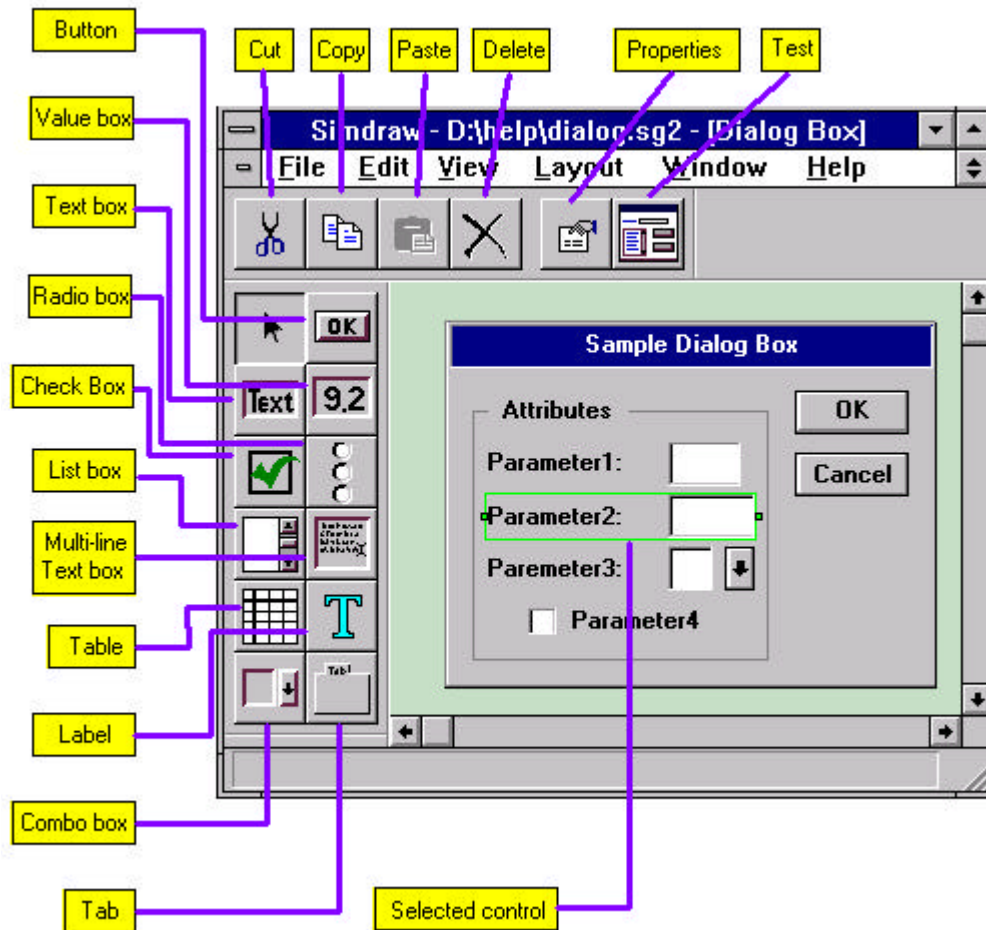 Button
Cut
Copy
Paste
Delete
Properties
Test
Value box
Simdraw - D:\help\dialog.sg2 - [Dialog Box]
File Edit View Layout Window Help
Text box
Radio box
OK
Sample Dialog Box
Check Box
Text
9.2
Attributes
OK
List box
Parameter1:
Cancel
Multi-line
Text box
Parameter2:
Paremeter3:
Table
T
Parameter4
Tab1
Label
Combo box
Tab
Selected control